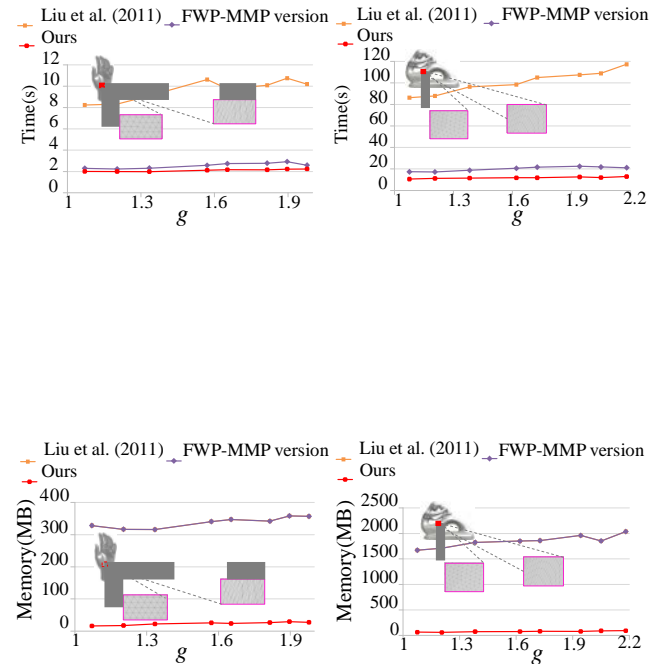 Liu et al. (2011) FWP-MMP version
Ours
12
10
8
6
4
2
0
Time(s)
1 1.3 1.6 1.9
g
Liu et al. (2011) FWP-MMP version
Ours
120
100
80
60
40
20
0
Time(s)
1 1.3 1.6 1.9 2.2
g
Liu et al. (2011) FWP-MMP version
Ours
400
300
200
100
0
Memory(MB)
1 1.3 1.6 1.9
g
Liu et al. (2011) FWP-MMP version
Ours
2500
2000
1500
1000
500
0
Memory(MB)
1 1.3 1.6 1.9 2.2
g